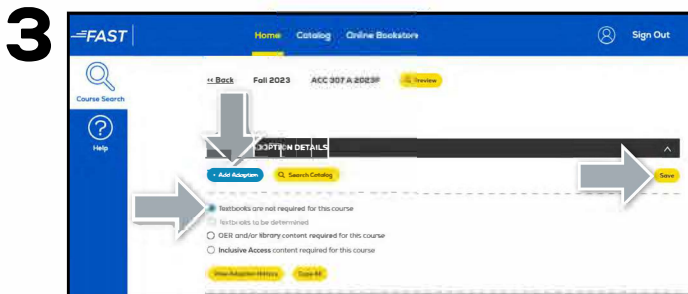 3
FAST
Home Catalog Online Bookstore
Sign Out
Course Search
Help
<< Back Fall 2023 ACC 307 A 2023F Preview
ADOPTION DETAILS
+ Add Adoption Search Catalog
Save
Textbooks are not required for this course
Textbooks to be determined
OER and/or library content required for this course
Inclusive Access content required for this course
View Adoption History Copy All